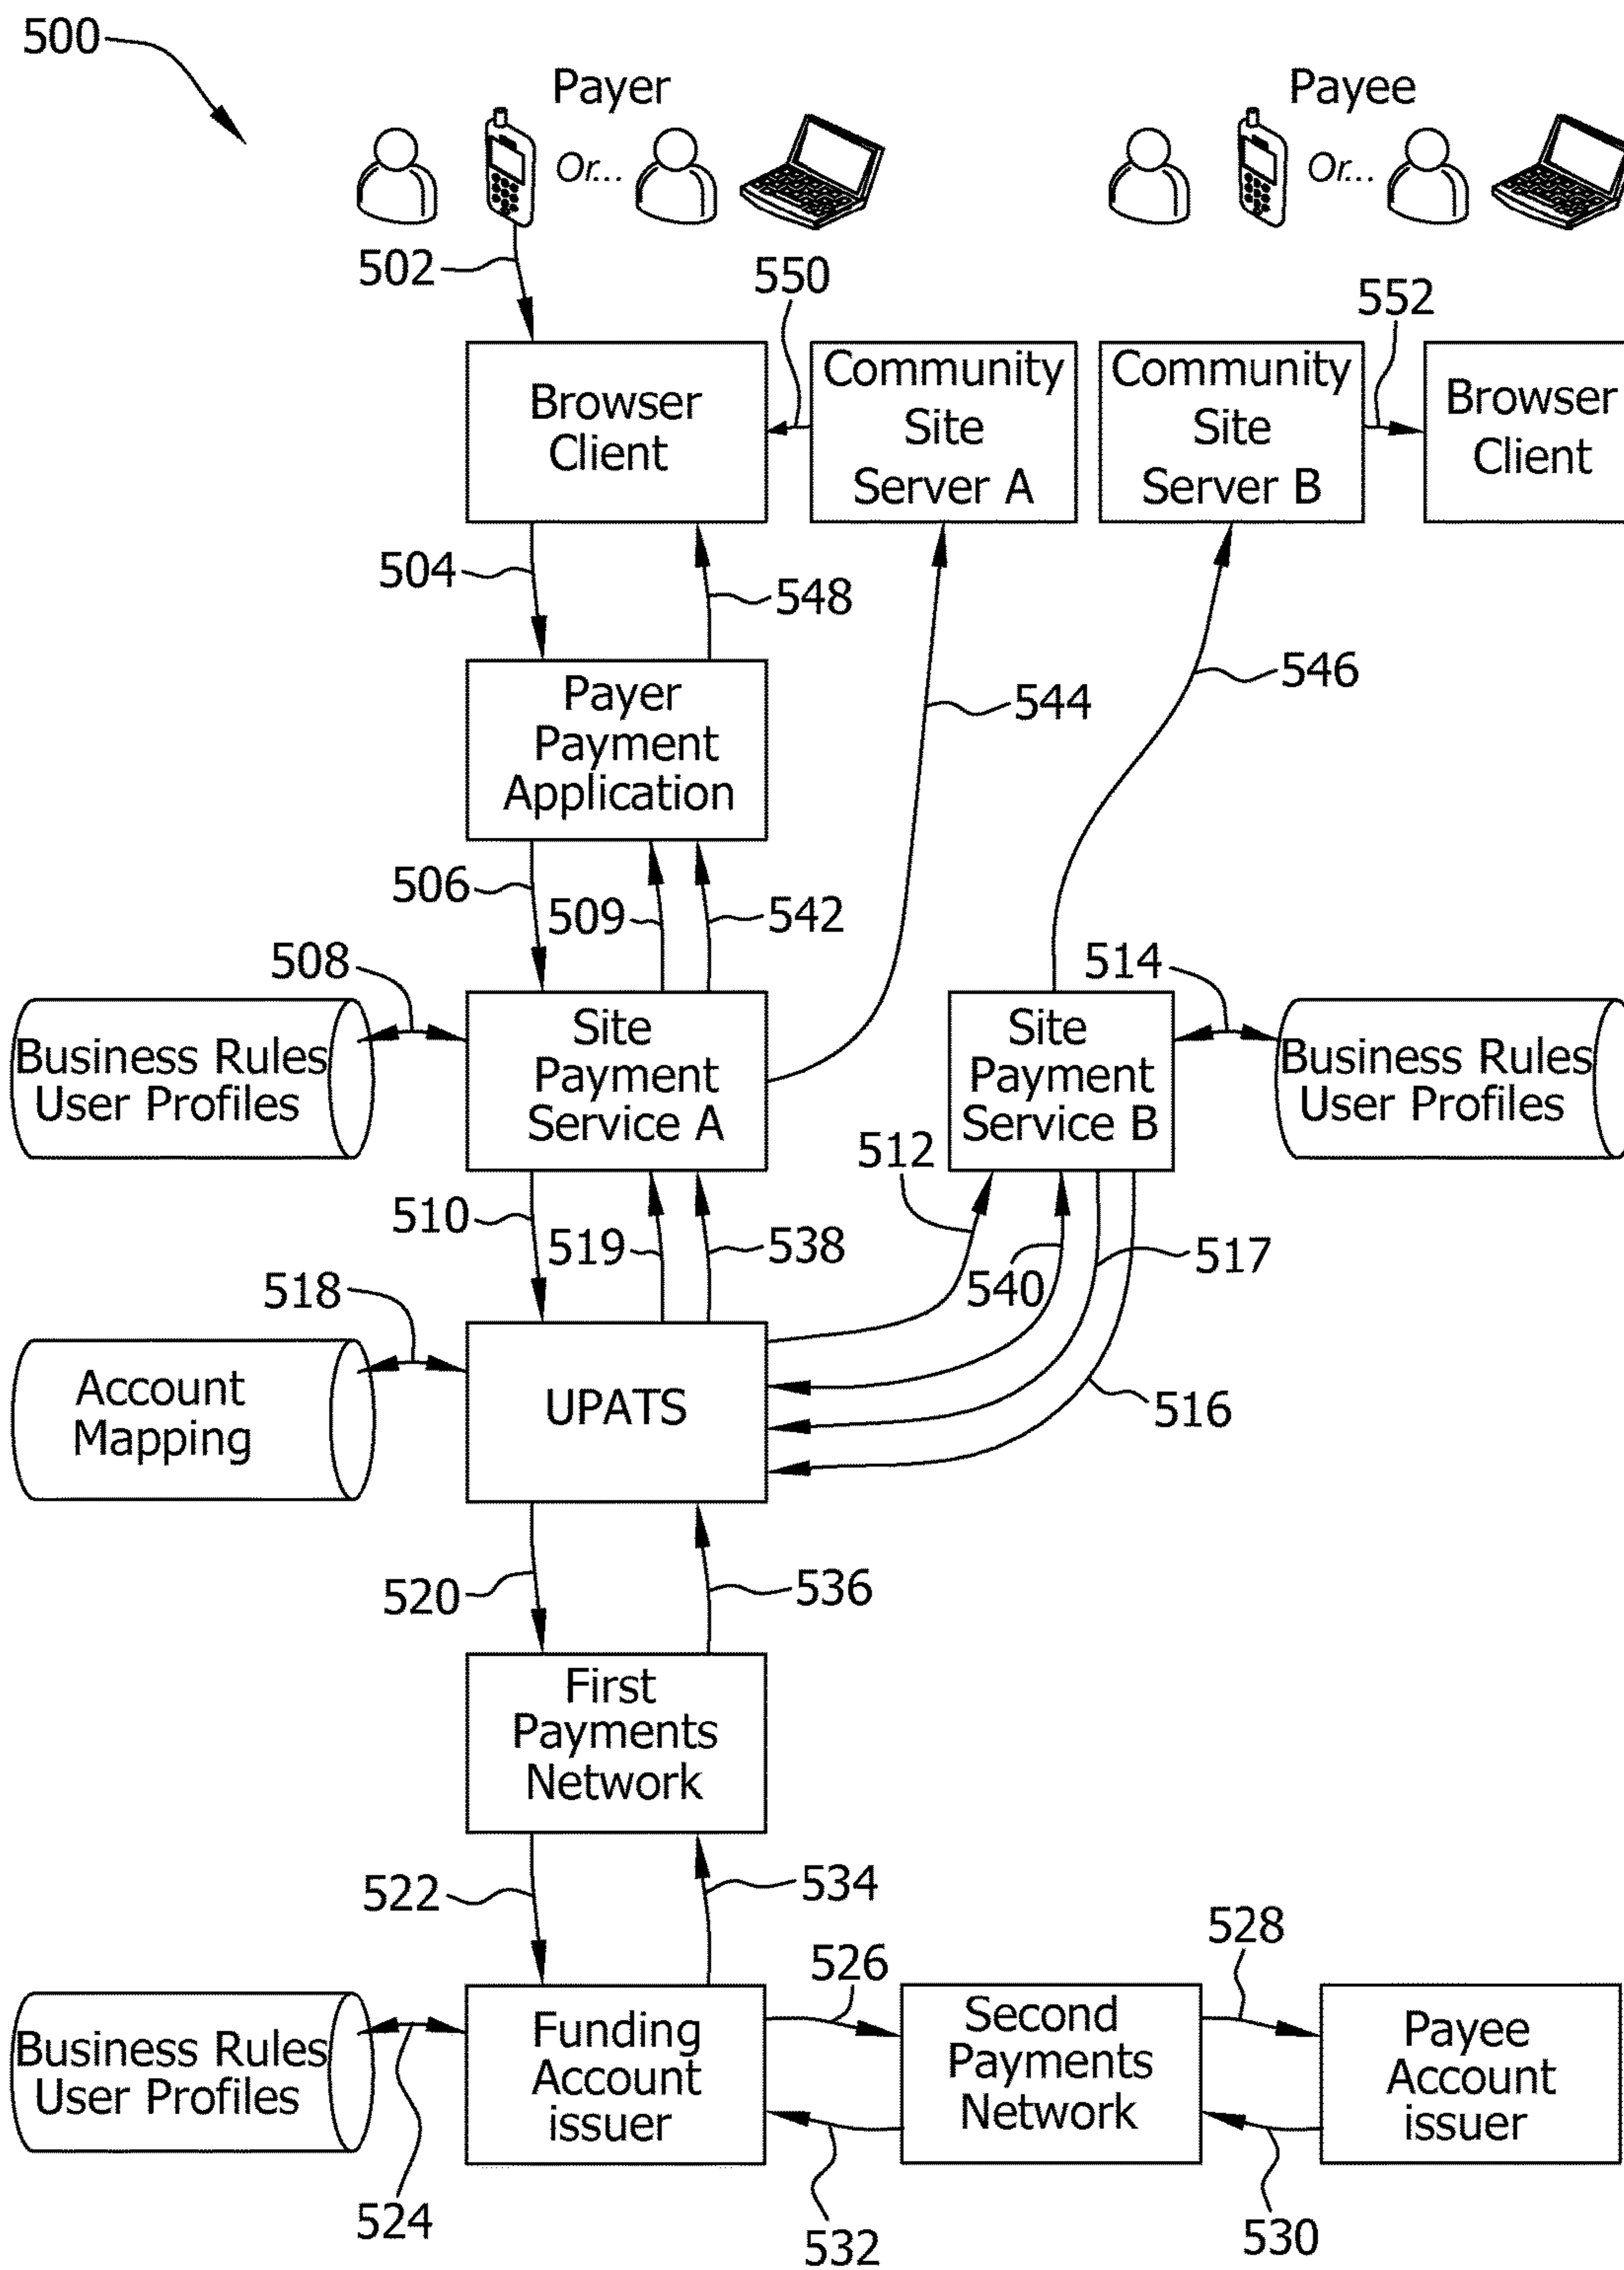 500
Payer
Payee
Or...
Or...
502
550
552
Browser
Client
Community
Site
Server A
Community
Site
Server B
Browser
Client
504
548
546
544
Payer
Payment
Application
506
509
542
508
514
Business Rules
User Profiles
Site
Payment
Service A
Site
Payment
Service B
Business Rules
User Profiles
512
510
519
538
540
517
518
Account
Mapping
UPATS
516
520
536
First
Payments
Network
522
534
526
528
Business Rules
User Profiles
Funding
Account
issuer
Second
Payments
Network
Payee
Account
issuer
524
532
530